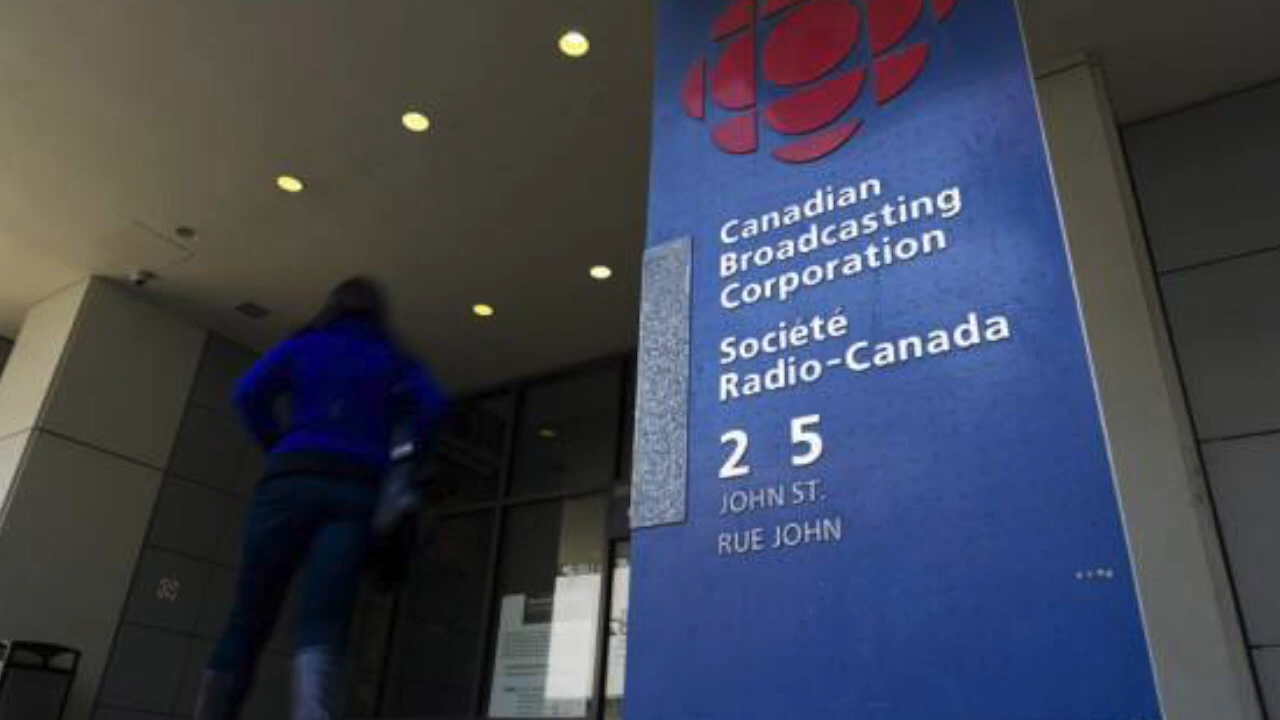 Canadian
Broadcasting
Corporation
Société
Radio-Canada
2 5
JOHN ST.
RUE JOHN